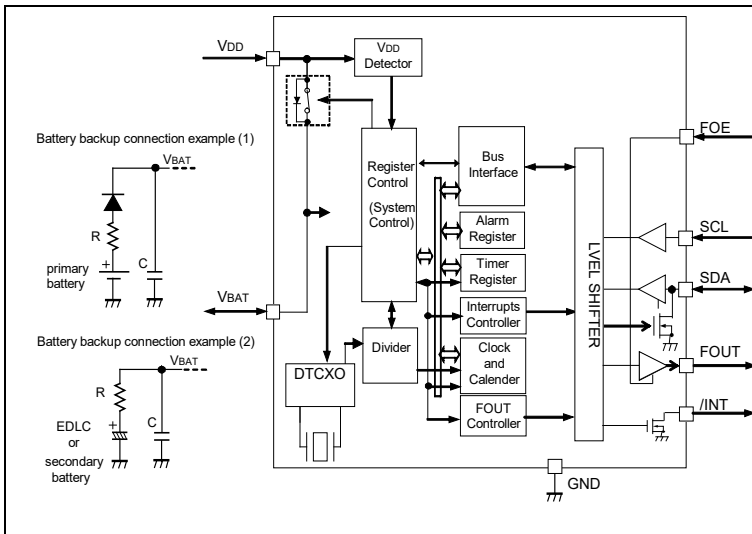 VDD
VDD
Detector
Battery backup connection example (1)
VBAT
R
+
C
primary
battery
VBAT
Battery backup connection example (2)
VBAT
R
+
C
EDLC
or
secondary
battery
Register
Control
(System
Control)
Divider
DTCXO
Bus
Interface
Alarm
Register
Timer
Register
Interrupts
Controller
Clock
and
Calender
FOUT
Controller
LVEL SHIFTER
FOE
SCL
SDA
FOUT
/INT
GND